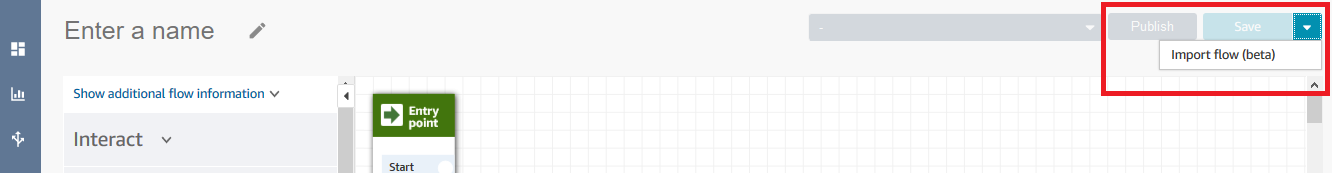 Enter a name
-
Publish
Save
Import flow (beta)
Show additional flow information
Interact
Entry
point
Start